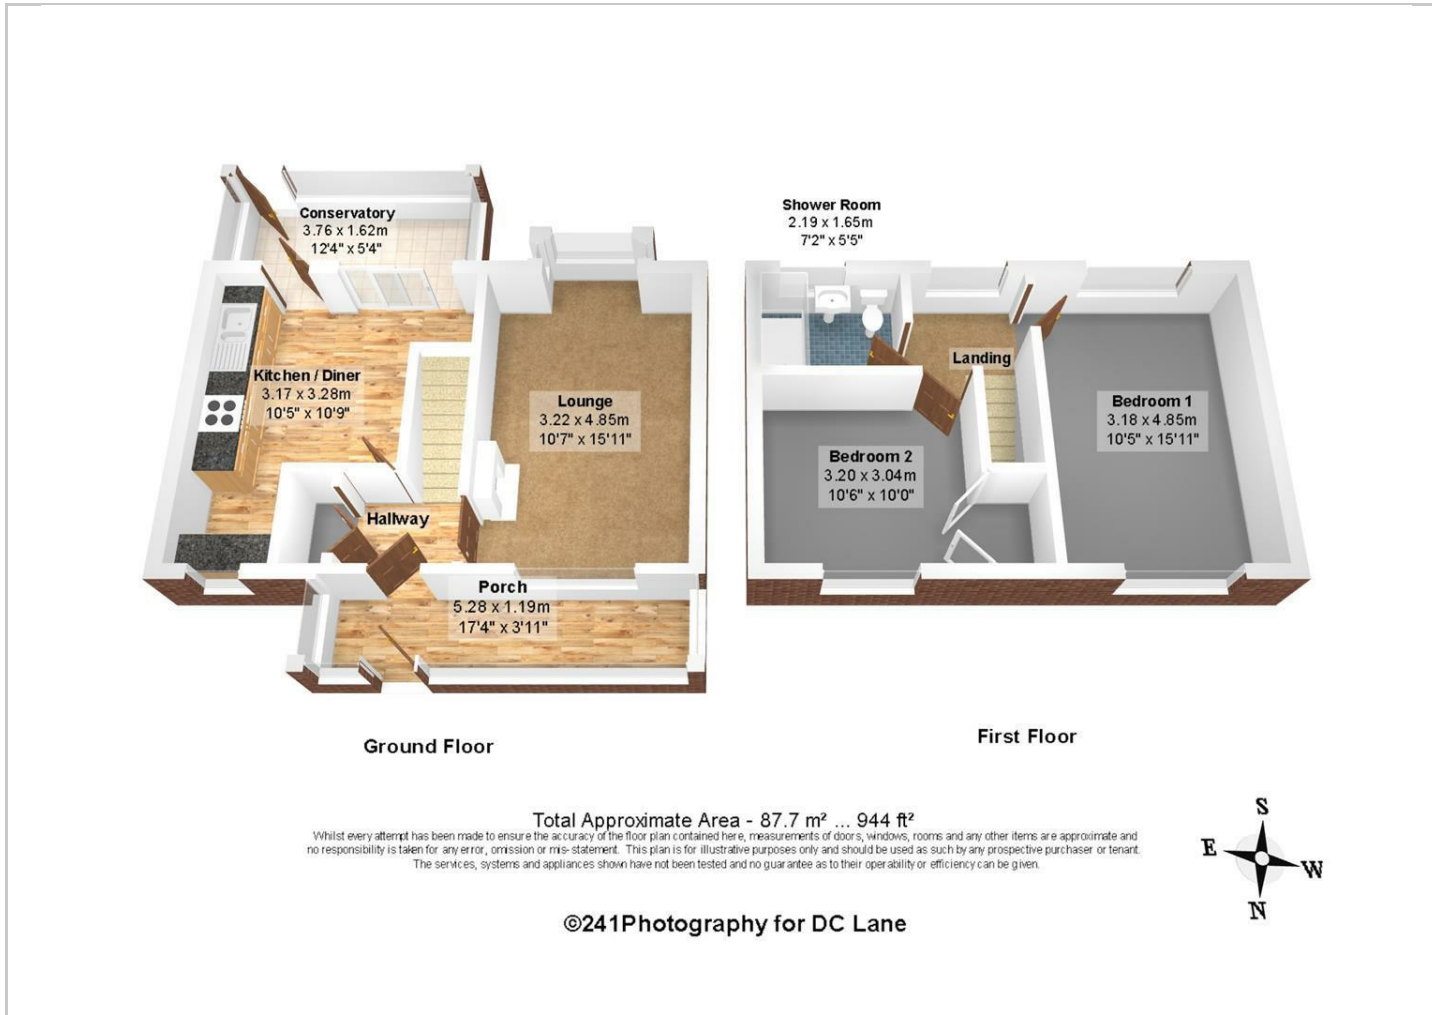 Conservatory
3.76 x 1.62m
12'4" x 5'4"
Kitchen / Diner
3.17 x 3.28m
10'5" x 10'9"
Lounge
3.22 x 4.85m
10'7" x 15'11"
Hallway
Porch
5.28 x 1.19m
17'4" x 3'11"
Ground Floor
Shower Room
2.19 x 1.65m
7'2" x 5'5"
Landing
Bedroom 1
3.18 x 4.85m
10'5" x 15'11"
Bedroom 2
3.20 x 3.04m
10'6" x 10'0"
First Floor
Total Approximate Area - 87.7 m² ... 944 ft²
Whilst every attempt has been made to ensure the accuracy of the floor plan contained here, measurements of doors, windows, rooms and any other items are approximate and
no responsibility is taken for any error, omission or mis-statement. This plan is for illustrative purposes only and should be used as such by any prospective purchaser or tenant.
The services, systems and appliances shown have not been tested and no guarantee as to their operability or efficiency can be given.
©241Photography for DC Lane
S
E
W
N